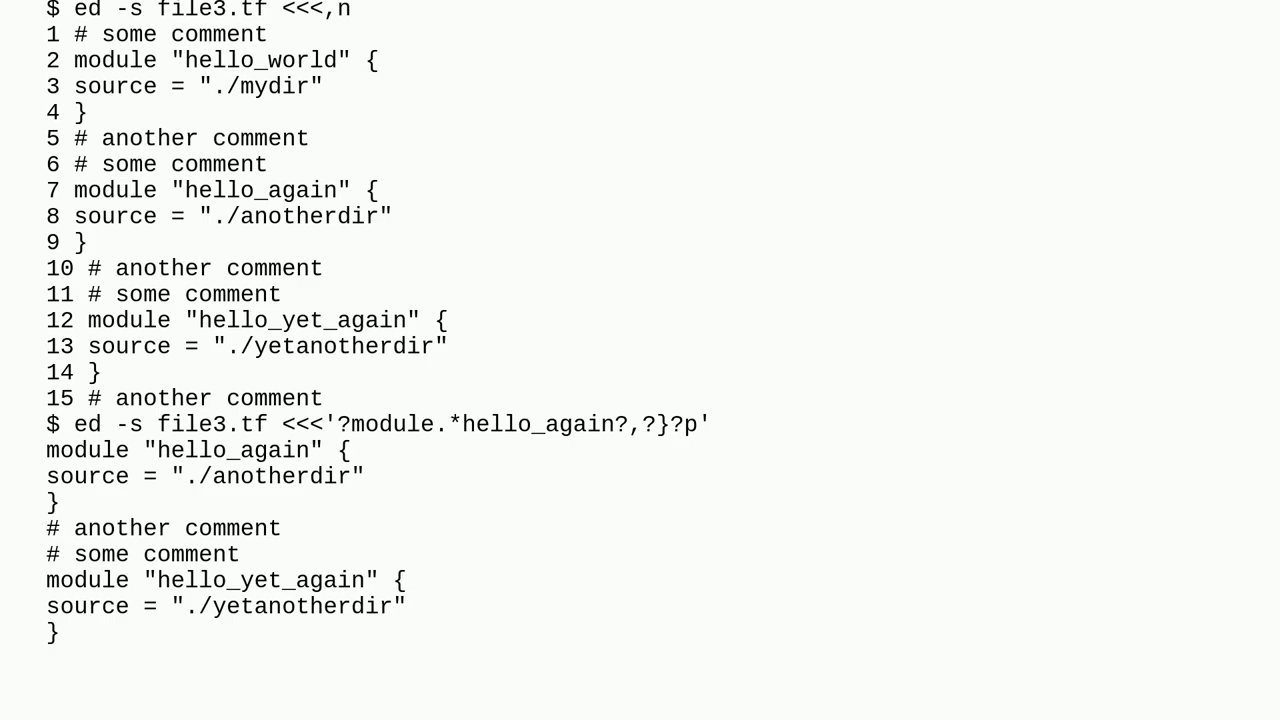 $ ed -s file3.tf <<<,n
1 # some comment
2 module "hello_world" {
3 source = "./mydir"
4 }
5 # another comment
6 # some comment
7 module "hello_again" {
8 source = "./anotherdir"
9 }
10 # another comment
11 # some comment
12 module "hello_yet_again" {
13 source = "./yetanotherdir"
14 }
15 # another comment
$ ed -s file3.tf <<<'?module.*hello_again?,?}?p'
module "hello_again" {
source = "./anotherdir"
}
# another comment
# some comment
module "hello_yet_again" {
source = "./yetanotherdir"
}